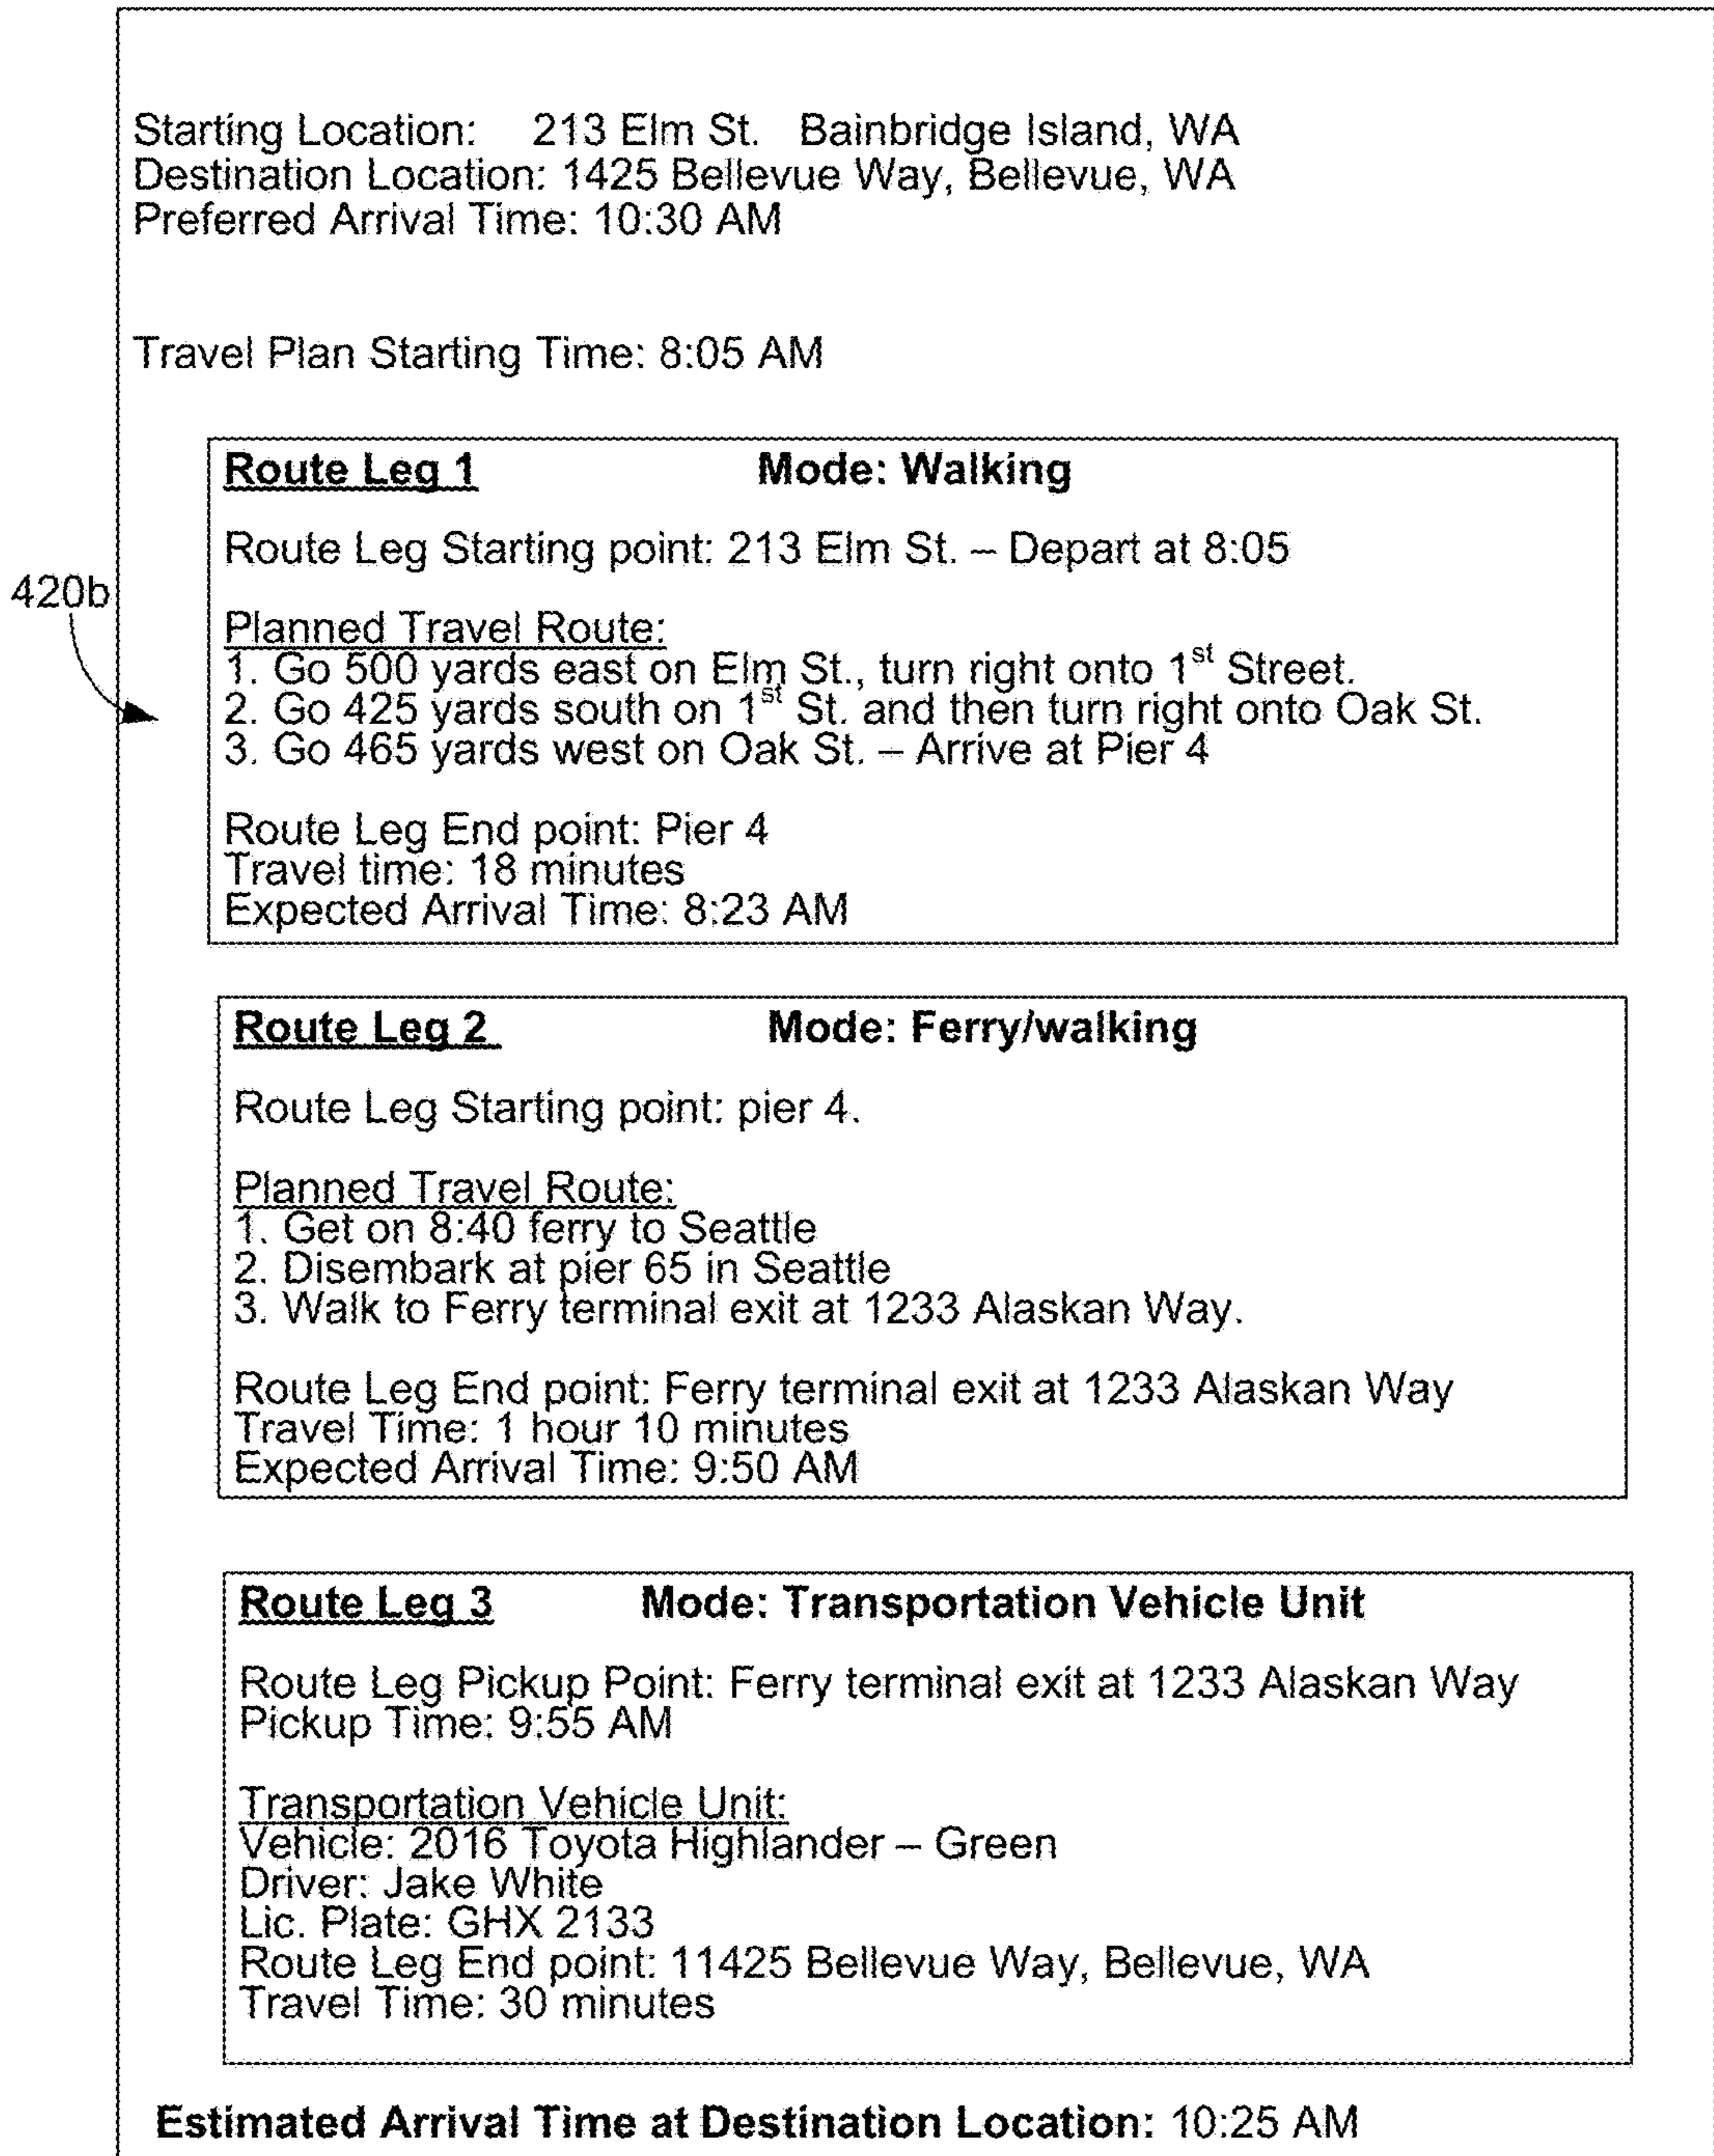 Starting Location: 213 Elm St. Bainbridge Island, WA
Destination Location: 1425 Bellevue Way, Bellevue, WA
Preferred Arrival Time: 10:30 AM
Travel Plan Starting Time: 8:05 AM
Route Leg 1 Mode: Walking
Route Leg Starting point: 213 Elm St. – Depart at 8:05
420b
Planned Travel Route:
1. Go 500 yards east on Elm St., turn right onto 1st Street.
2. Go 425 yards south on 1st St. and then turn right onto Oak St.
3. Go 465 yards west on Oak St. – Arrive at Pier 4
Route Leg End point: Pier 4
Travel time: 18 minutes
Expected Arrival Time: 8:23 AM
Route Leg 2 Mode: Ferry/walking
Route Leg Starting point: pier 4.
Planned Travel Route:
1. Get on 8:40 ferry to Seattle
2. Disembark at pier 65 in Seattle
3. Walk to Ferry terminal exit at 1233 Alaskan Way.
Route Leg End point: Ferry terminal exit at 1233 Alaskan Way
Travel Time: 1 hour 10 minutes
Expected Arrival Time: 9:50 AM
Route Leg 3 Mode: Transportation Vehicle Unit
Route Leg Pickup Point: Ferry terminal exit at 1233 Alaskan Way
Pickup Time: 9:55 AM
Transportation Vehicle Unit:
Vehicle: 2016 Toyota Highlander – Green
Driver: Jake White
Lic. Plate: GHX 2133
Route Leg End point: 11425 Bellevue Way, Bellevue, WA
Travel Time: 30 minutes
Estimated Arrival Time at Destination Location: 10:25 AM